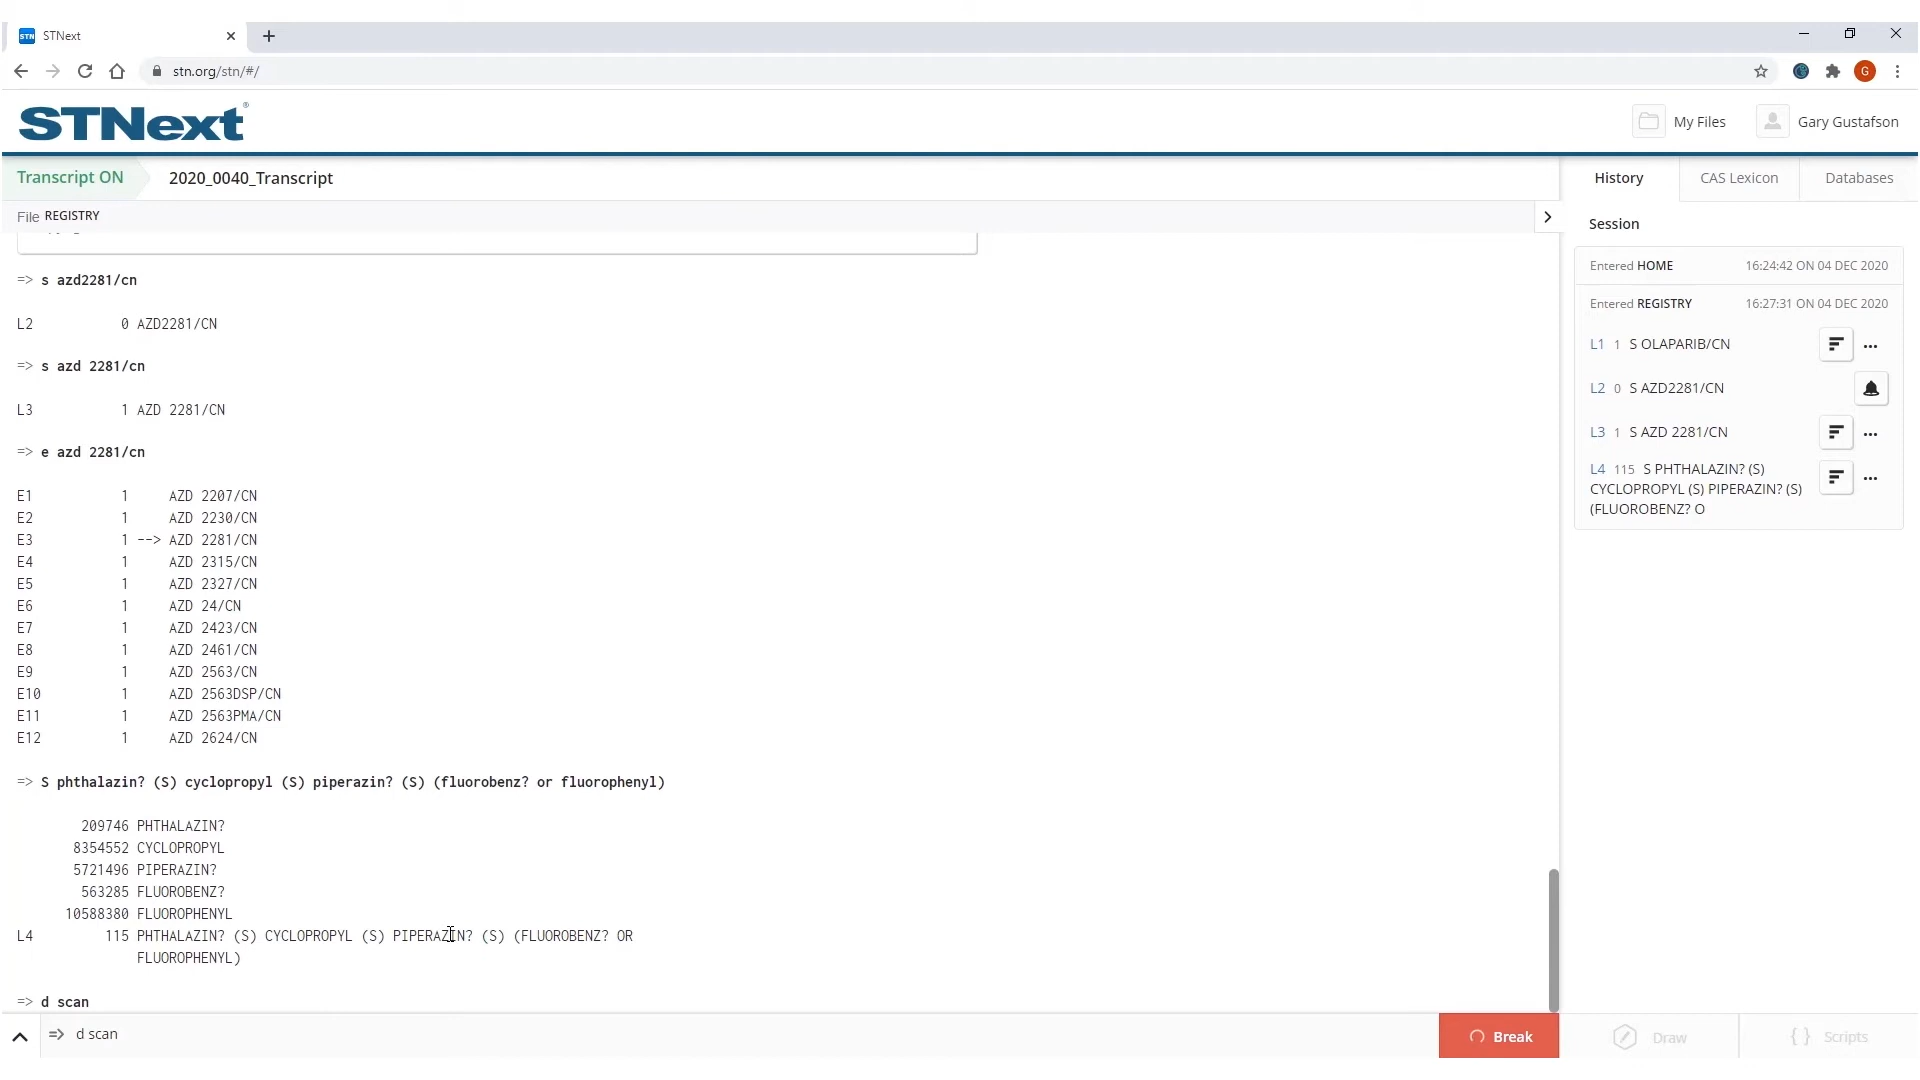 STN STNext
stn.org/stn/#/
G
STNext®
My Files
Gary Gustafson
Transcript ON 2020_0040_Transcript
File REGISTRY
=> s azd2281/cn
L2 0 AZD2281/CN
=> s azd 2281/cn
L3 1 AZD 2281/CN
=> e azd 2281/cn
E1 1 AZD 2207/CN
E2 1 AZD 2230/CN
E3 1 --> AZD 2281/CN
E4 1 AZD 2315/CN
E5 1 AZD 2327/CN
E6 1 AZD 24/CN
E7 1 AZD 2423/CN
E8 1 AZD 2461/CN
E9 1 AZD 2563/CN
E10 1 AZD 2563DSP/CN
E11 1 AZD 2563PMA/CN
E12 1 AZD 2624/CN
=> S phthalazin? (S) cyclopropyl (S) piperazin? (S) (fluorobenz? or fluorophenyl)
209746 PHTHALAZIN?
8354552 CYCLOPROPYL
5721496 PIPERAZIN?
563285 FLUOROBENZ?
10588380 FLUOROPHENYL
L4 115 PHTHALAZIN? (S) CYCLOPROPYL (S) PIPERAZIN? (S) (FLUOROBENZ? OR
FLUOROPHENYL)
=> d scan
=> d scan
Break
History CAS Lexicon Databases
Session
Entered HOME 16:24:42 ON 04 DEC 2020
Entered REGISTRY 16:27:31 ON 04 DEC 2020
L1 1 S OLAPARIB/CN
L2 0 S AZD2281/CN
L3 1 S AZD 2281/CN
L4 115 S PHTHALAZIN? (S)
CYCLOPROPYL (S) PIPERAZIN? (S)
(FLUOROBENZ? O
Draw
{ } Scripts